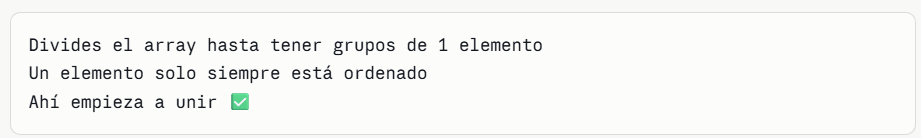 Divides el array hasta tener grupos de 1 elemento
Un elemento solo siempre está ordenado
Ahí empieza a unir ✅